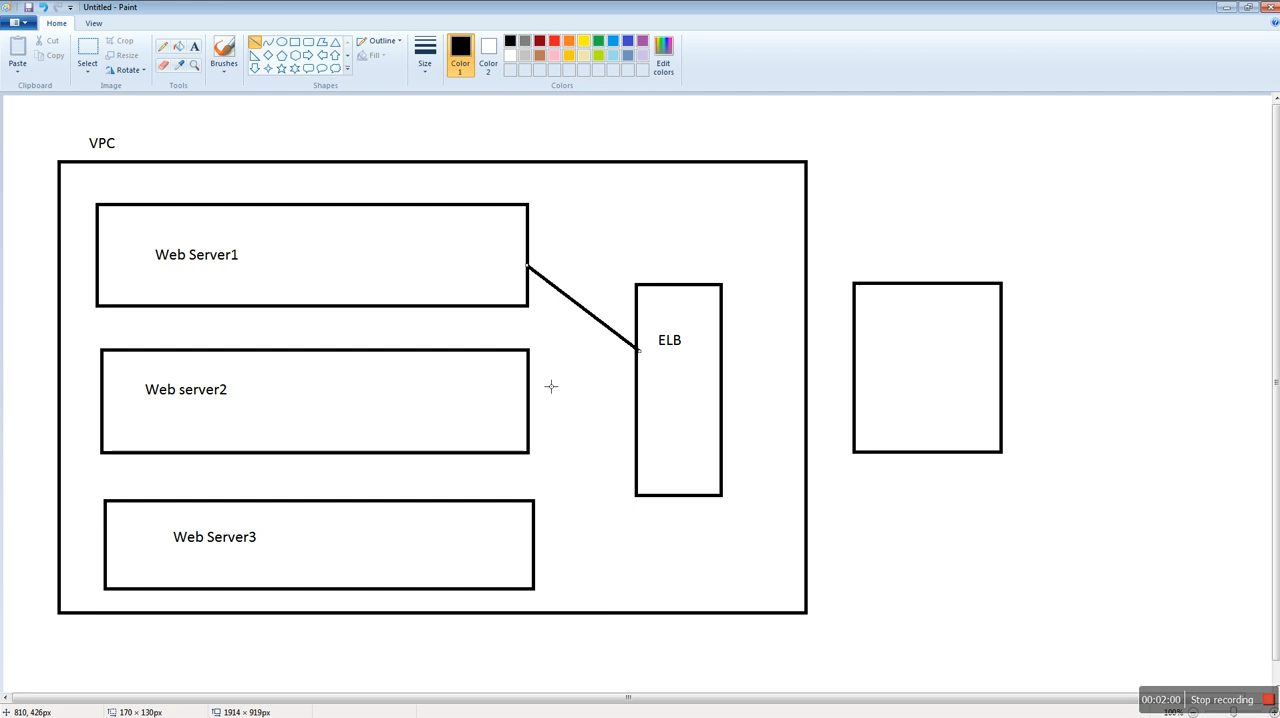 Untitled - Paint
Home
View
Paste
Cut
Copy
Clipboard
Select
Crop
Resize
Rotate
Image
A
Tools
Brushes
Outline
Fill
Shapes
Size
Color 1
Color 2
Edit colors
Colors
VPC
Web Server1
ELB
Web server2
Web Server3
00:02:00
Stop recording
810, 426px
170 × 130px
1914 × 919px
100%